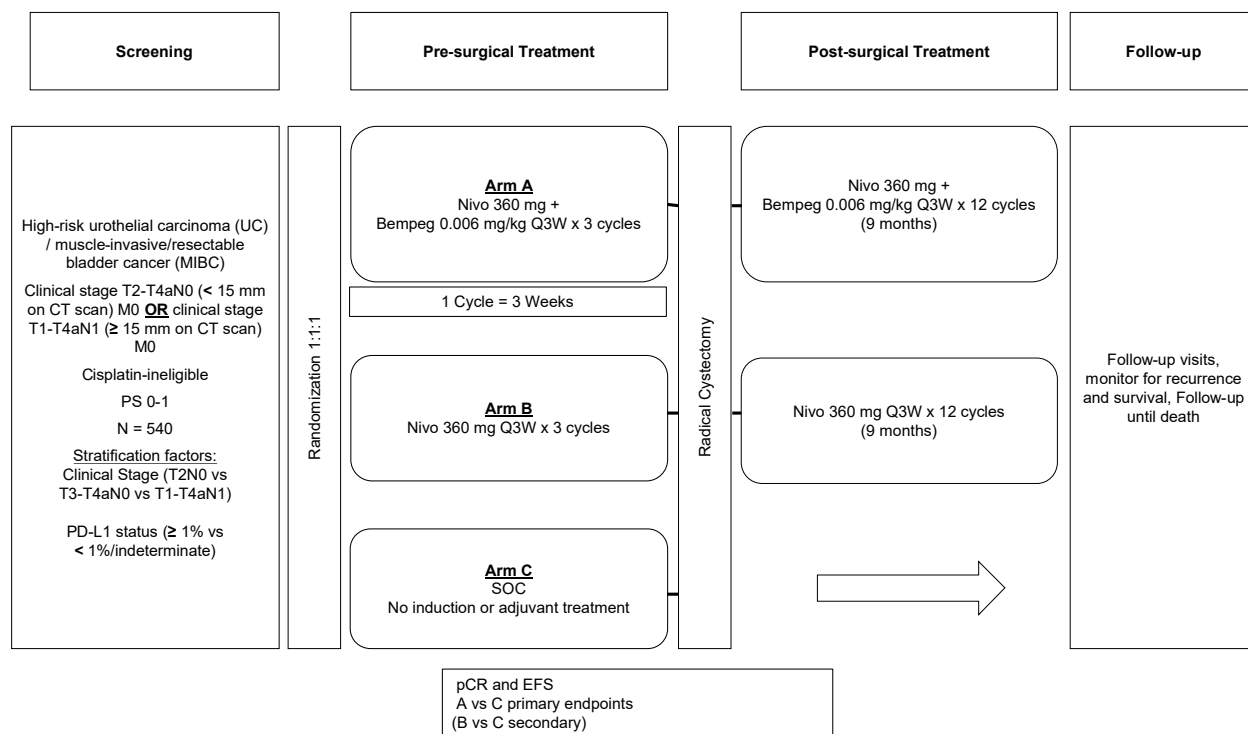 Screening
Pre-surgical Treatment
Post-surgical Treatment
Follow-up
High-risk urothelial carcinoma (UC)
/ muscle-invasive/resectable
bladder cancer (MIBC)
Clinical stage T2-T4aN0 (< 15 mm
on CT scan) M0 OR clinical stage
T1-T4aN1 (≥ 15 mm on CT scan)
M0
Cisplatin-ineligible
PS 0-1
N = 540
Stratification factors:
Clinical Stage (T2N0 vs
T3-T4aN0 vs T1-T4aN1)
PD-L1 status (≥ 1% vs
< 1%/indeterminate)
Randomization 1:1:1
Arm A
Nivo 360 mg +
Bempeg 0.006 mg/kg Q3W x 3 cycles
1 Cycle = 3 Weeks
Arm B
Nivo 360 mg Q3W x 3 cycles
Arm C
SOC
No induction or adjuvant treatment
Radical Cystectomy
Nivo 360 mg +
Bempeg 0.006 mg/kg Q3W x 12 cycles
(9 months)
Nivo 360 mg Q3W x 12 cycles
(9 months)
Follow-up visits,
monitor for recurrence
and survival, Follow-up
until death
pCR and EFS
A vs C primary endpoints
(B vs C secondary)